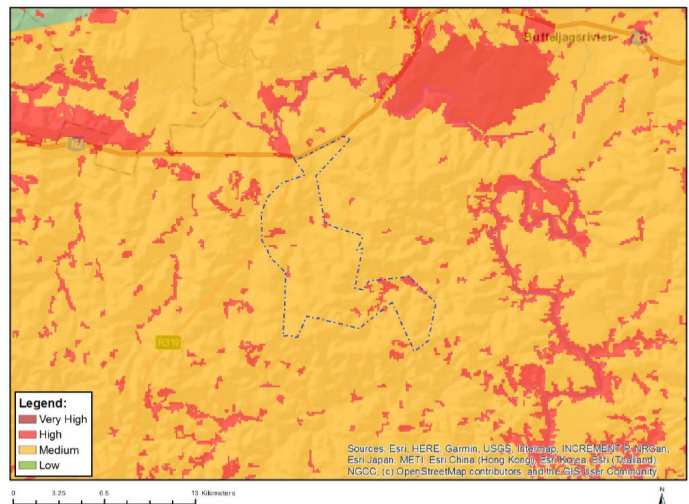 Buffeljagsrivier
R319
Legend:
Very High
High
Medium
Low
Sources: Esri, HERE, Garmin, USGS, Intermap, INCREMENT P, NRCan,
Esri Japan, METI, Esri China (Hong Kong), Esri Korea, Esri (Thailand),
NGCC, (c) OpenStreetMap contributors, and the GIS User Community
0 3.25 6.5 13 Kilometers
N